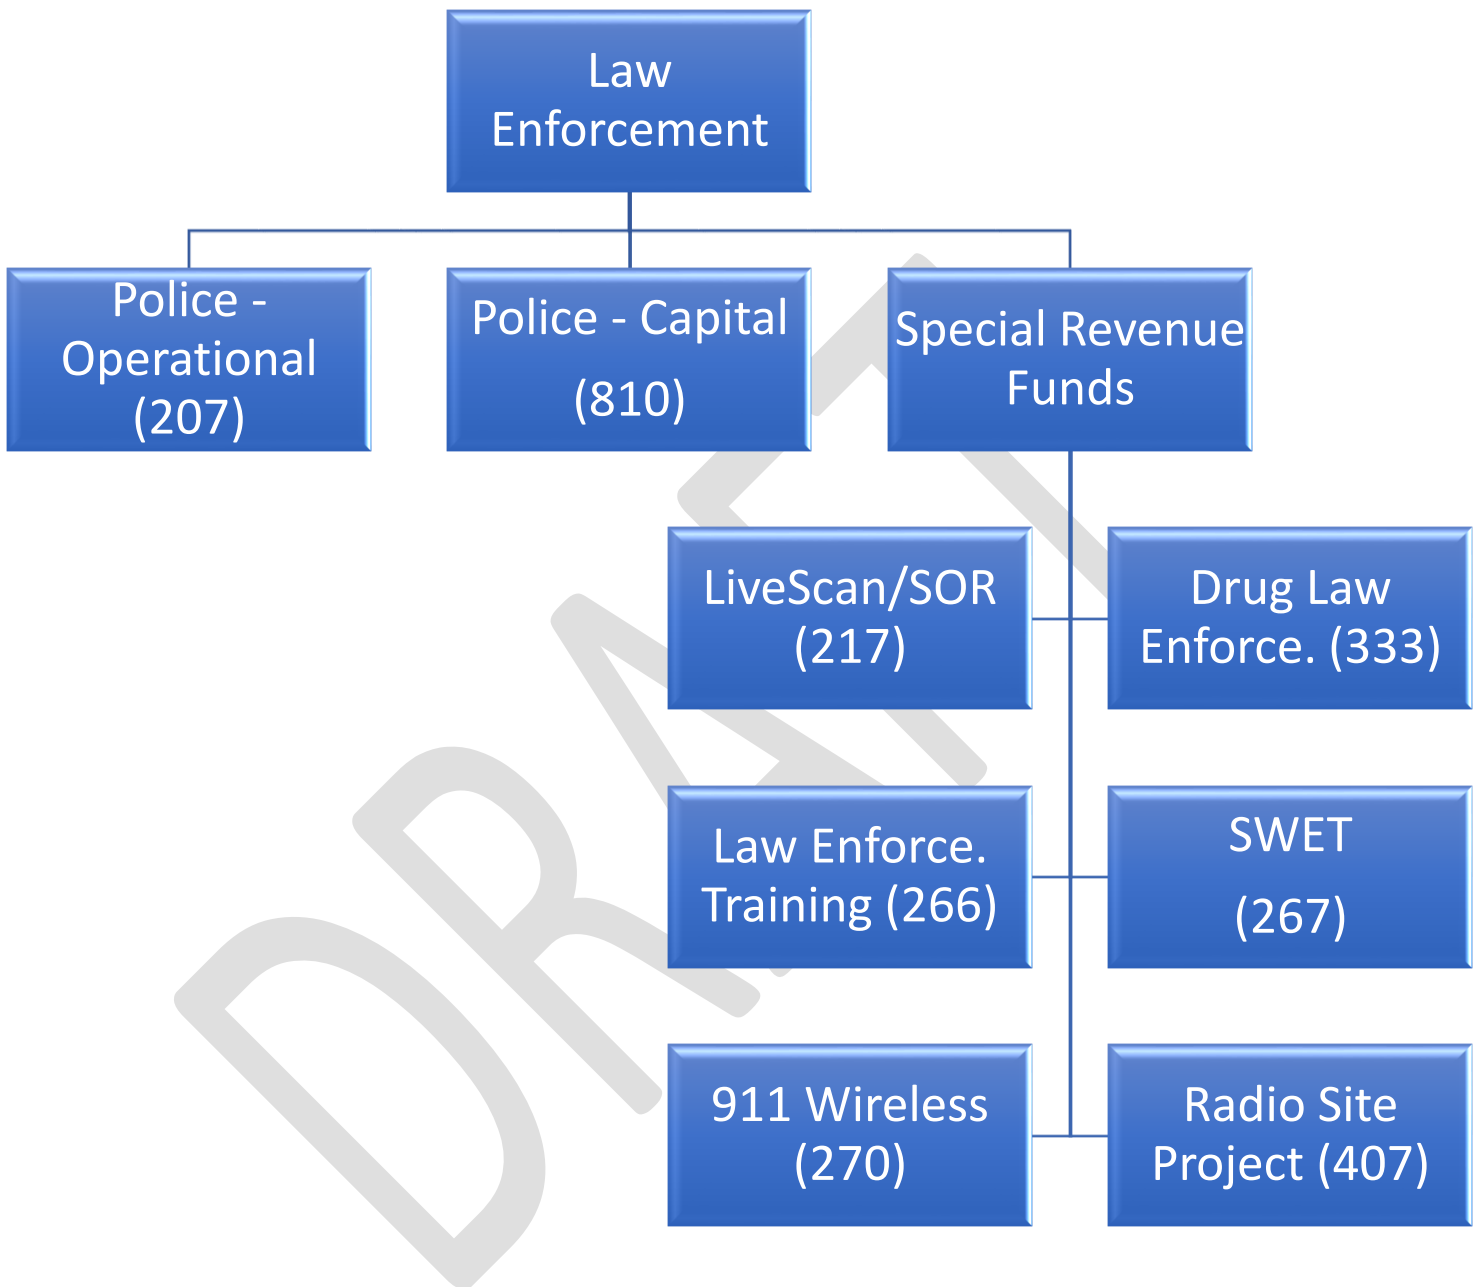 Law
Enforcement
Police -
Operational
(207)
Police - Capital
(810)
Special Revenue
Funds
LiveScan/SOR
(217)
Drug Law
Enforce. (333)
Law Enforce.
Training (266)
SWET
(267)
911 Wireless
(270)
Radio Site
Project (407)
DRAFT